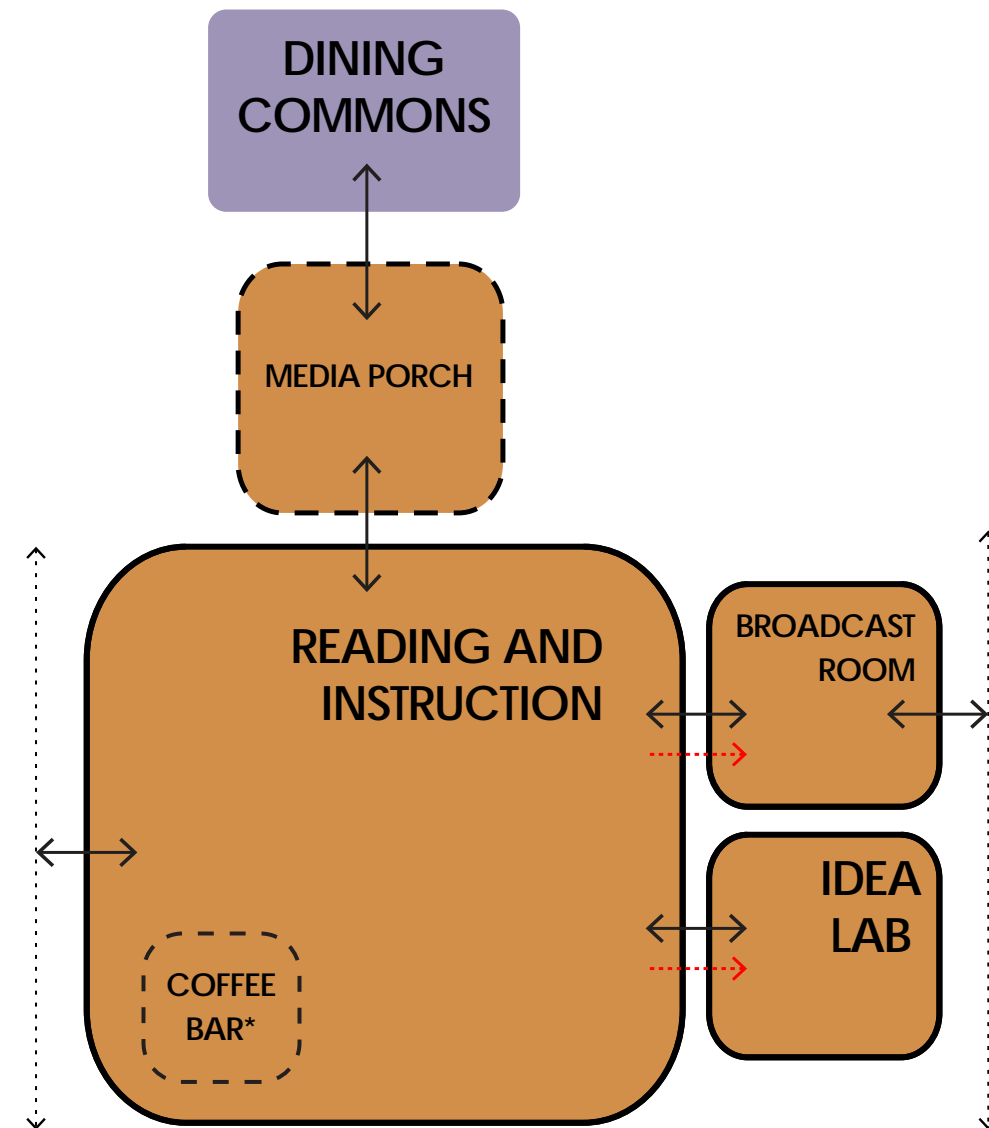 DINING
COMMONS
MEDIA PORCH
READING AND
INSTRUCTION
BROADCAST
ROOM
IDEA
LAB
COFFEE
BAR*